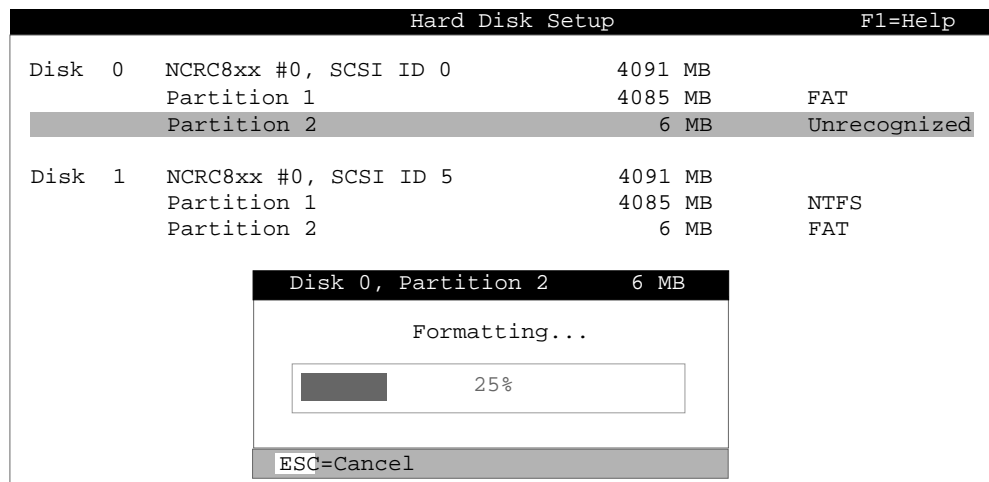 Hard Disk Setup F1=Help
Disk 0 NCRC8xx #0, SCSI ID 0 4091 MB
Partition 1 4085 MB FAT
Partition 2 6 MB Unrecognized
Disk 1 NCRC8xx #0, SCSI ID 5 4091 MB
Partition 1 4085 MB NTFS
Partition 2 6 MB FAT
Disk 0, Partition 2 6 MB
Formatting...
25%
ESC=Cancel